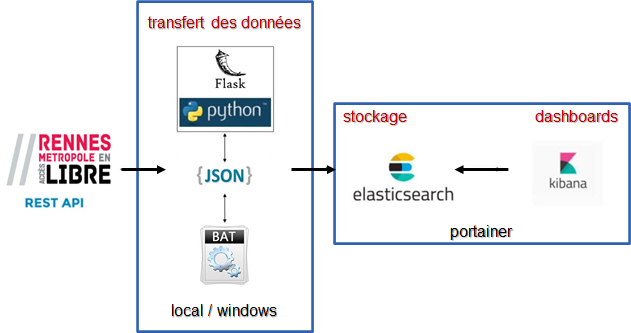 transfert des données
Flask
python™
RENNES
METROPOLE EN
ACCÈS
LIBRE
REST API
{JSON}
BAT
local / windows
stockage
dashboards
elasticsearch
kibana
portainer